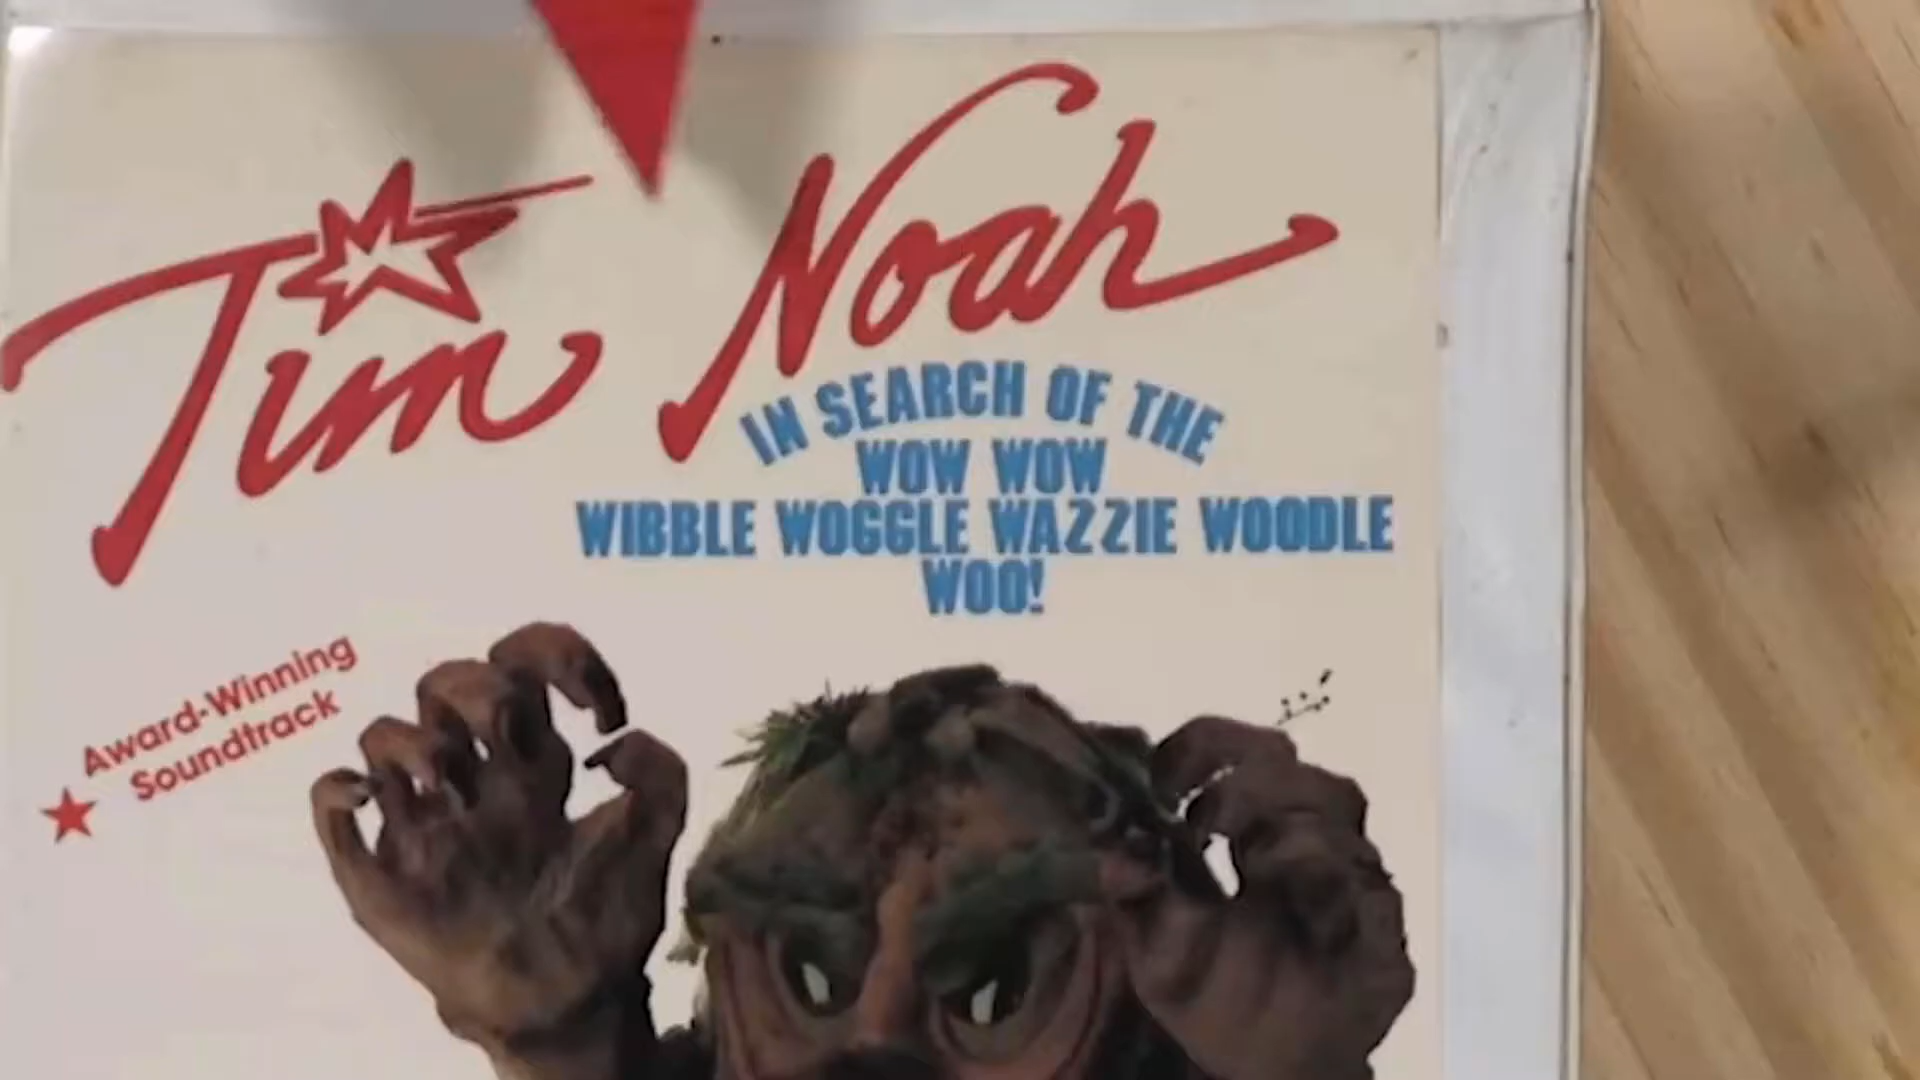 Tim Noah
IN SEARCH OF THE
WOW WOW
WIBBLE WOGGLE WAZZIE WOODLE
WOO!
Award-Winning
Soundtrack